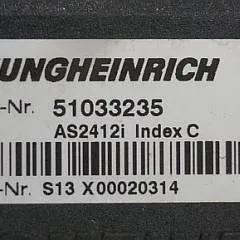 UNGHEINRICH
-Nr. 51033235
AS2412i Index C
-Nr. S13 X00020314